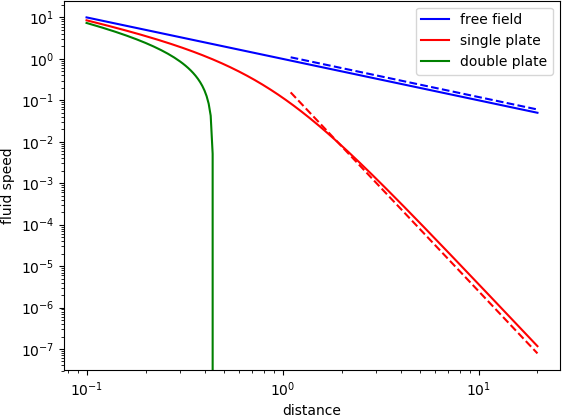 free field
single plate
double plate
fluid speed
10^1
10^0
10^-1
10^-2
10^-3
10^-4
10^-5
10^-6
10^-7
10^-1
10^0
10^1
distance